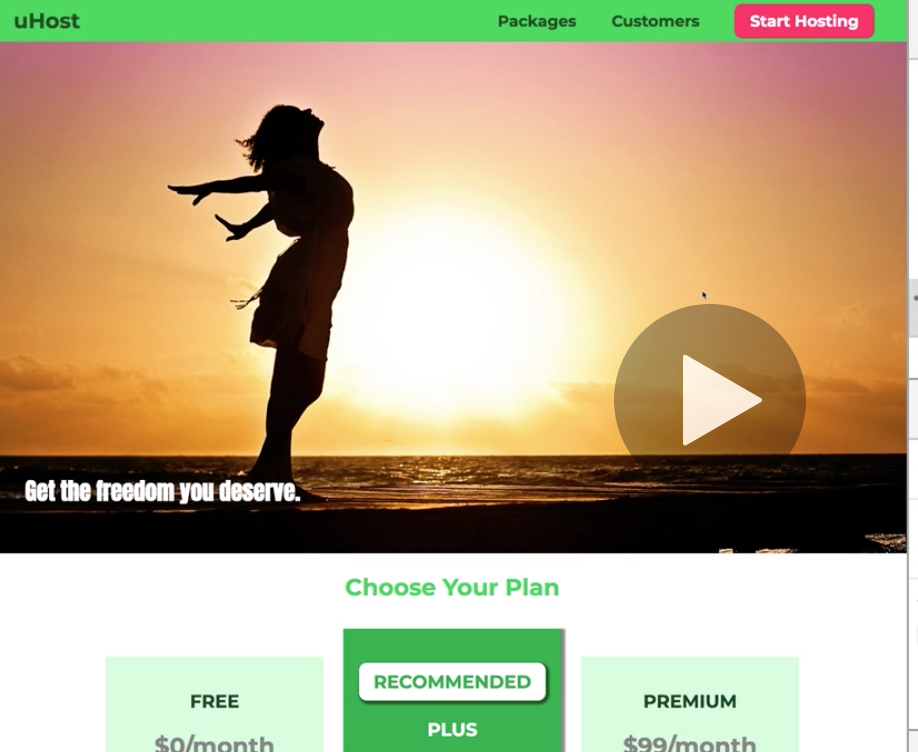 uHost
Packages
Customers
Start Hosting
Get the freedom you deserve.
Choose Your Plan
FREE
$0/month
RECOMMENDED
PLUS
PREMIUM
$99/month